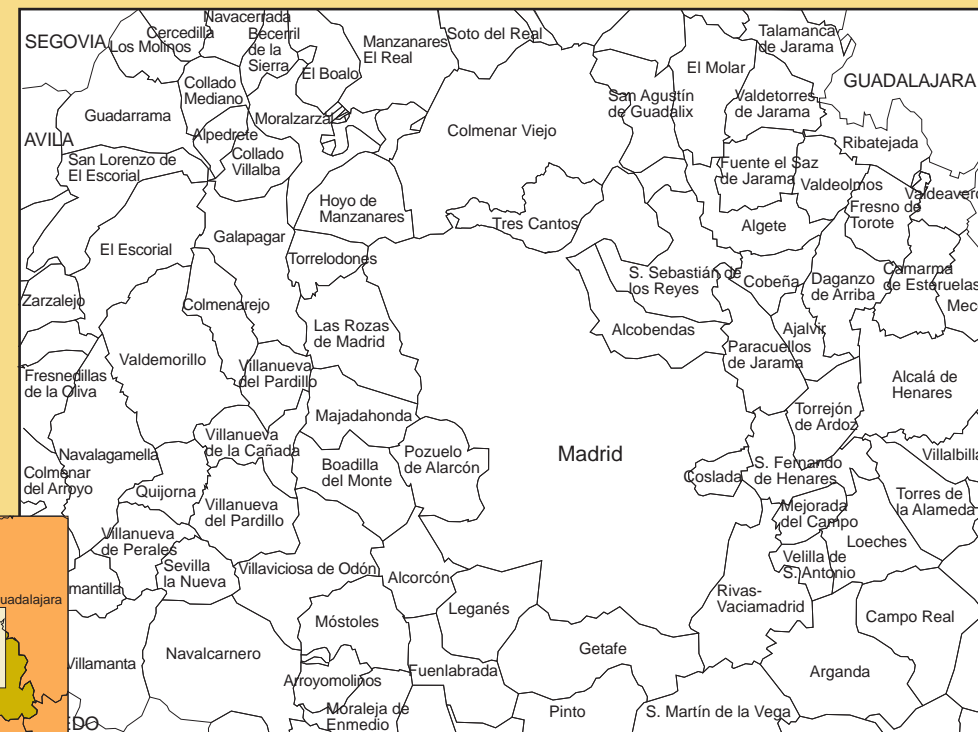 SEGOVIA
Los Molinos
Cercedilla
Navacerrada
Becerril
de la
Sierra
Manzanares
El Real
Soto del Real
Talamanca
de Jarama
GUADALAJARA
El Boalo
Collado
Mediano
El Molar
San Agustín
de Guadálix
Valdetorres
de Jarama
Guadarrama
Moralzarzal
Colmenar Viejo
AVILA
Alpedrete
Collado
Villalba
Ribatejada
San Lorenzo de
El Escorial
Fuente el Saz
de Jarama
Valdeolmos
Hoyo de
Manzanares
Fresno de
Torote
Tres Cantos
Algete
El Escorial
Galapagar
Torrelodones
S. Sebastián de
los Reyes
Cobeña
Daganzo
de Arriba
Camarma
de Esteruelas
Zarzalejo
Colmenarejo
Las Rozas
de Madrid
Alcobendas
Ajalvir
Paracuellos
de Jarama
Valdemorillo
Villanueva
del Pardillo
Fresnedillas
de la Oliva
Alcalá de
Henares
Majadahonda
Torrejón
de Ardoz
Villanueva
de la Cañada
Navalagamella
Boadilla
del Monte
Pozuelo
de Alarcón
Madrid
Coslada
S. Fernando
de Henares
Colmenar
del Arroyo
Quijorna
Villanueva
del Pardillo
Torres de
la Alameda
Mejorada
del Campo
Loeches
Villanueva
de Perales
Sevilla
la Nueva
Villaviciosa de Odón
Alcorcón
Velilla de
S. Antonio
Rivas-
Vaciamadrid
Leganés
Campo Real
Móstoles
Getafe
Navalcarnero
Villamanta
Arroyomolinos
Fuenlabrada
Arganda
Moraleja de
Enmedio
Pinto
S. Martín de la Vega